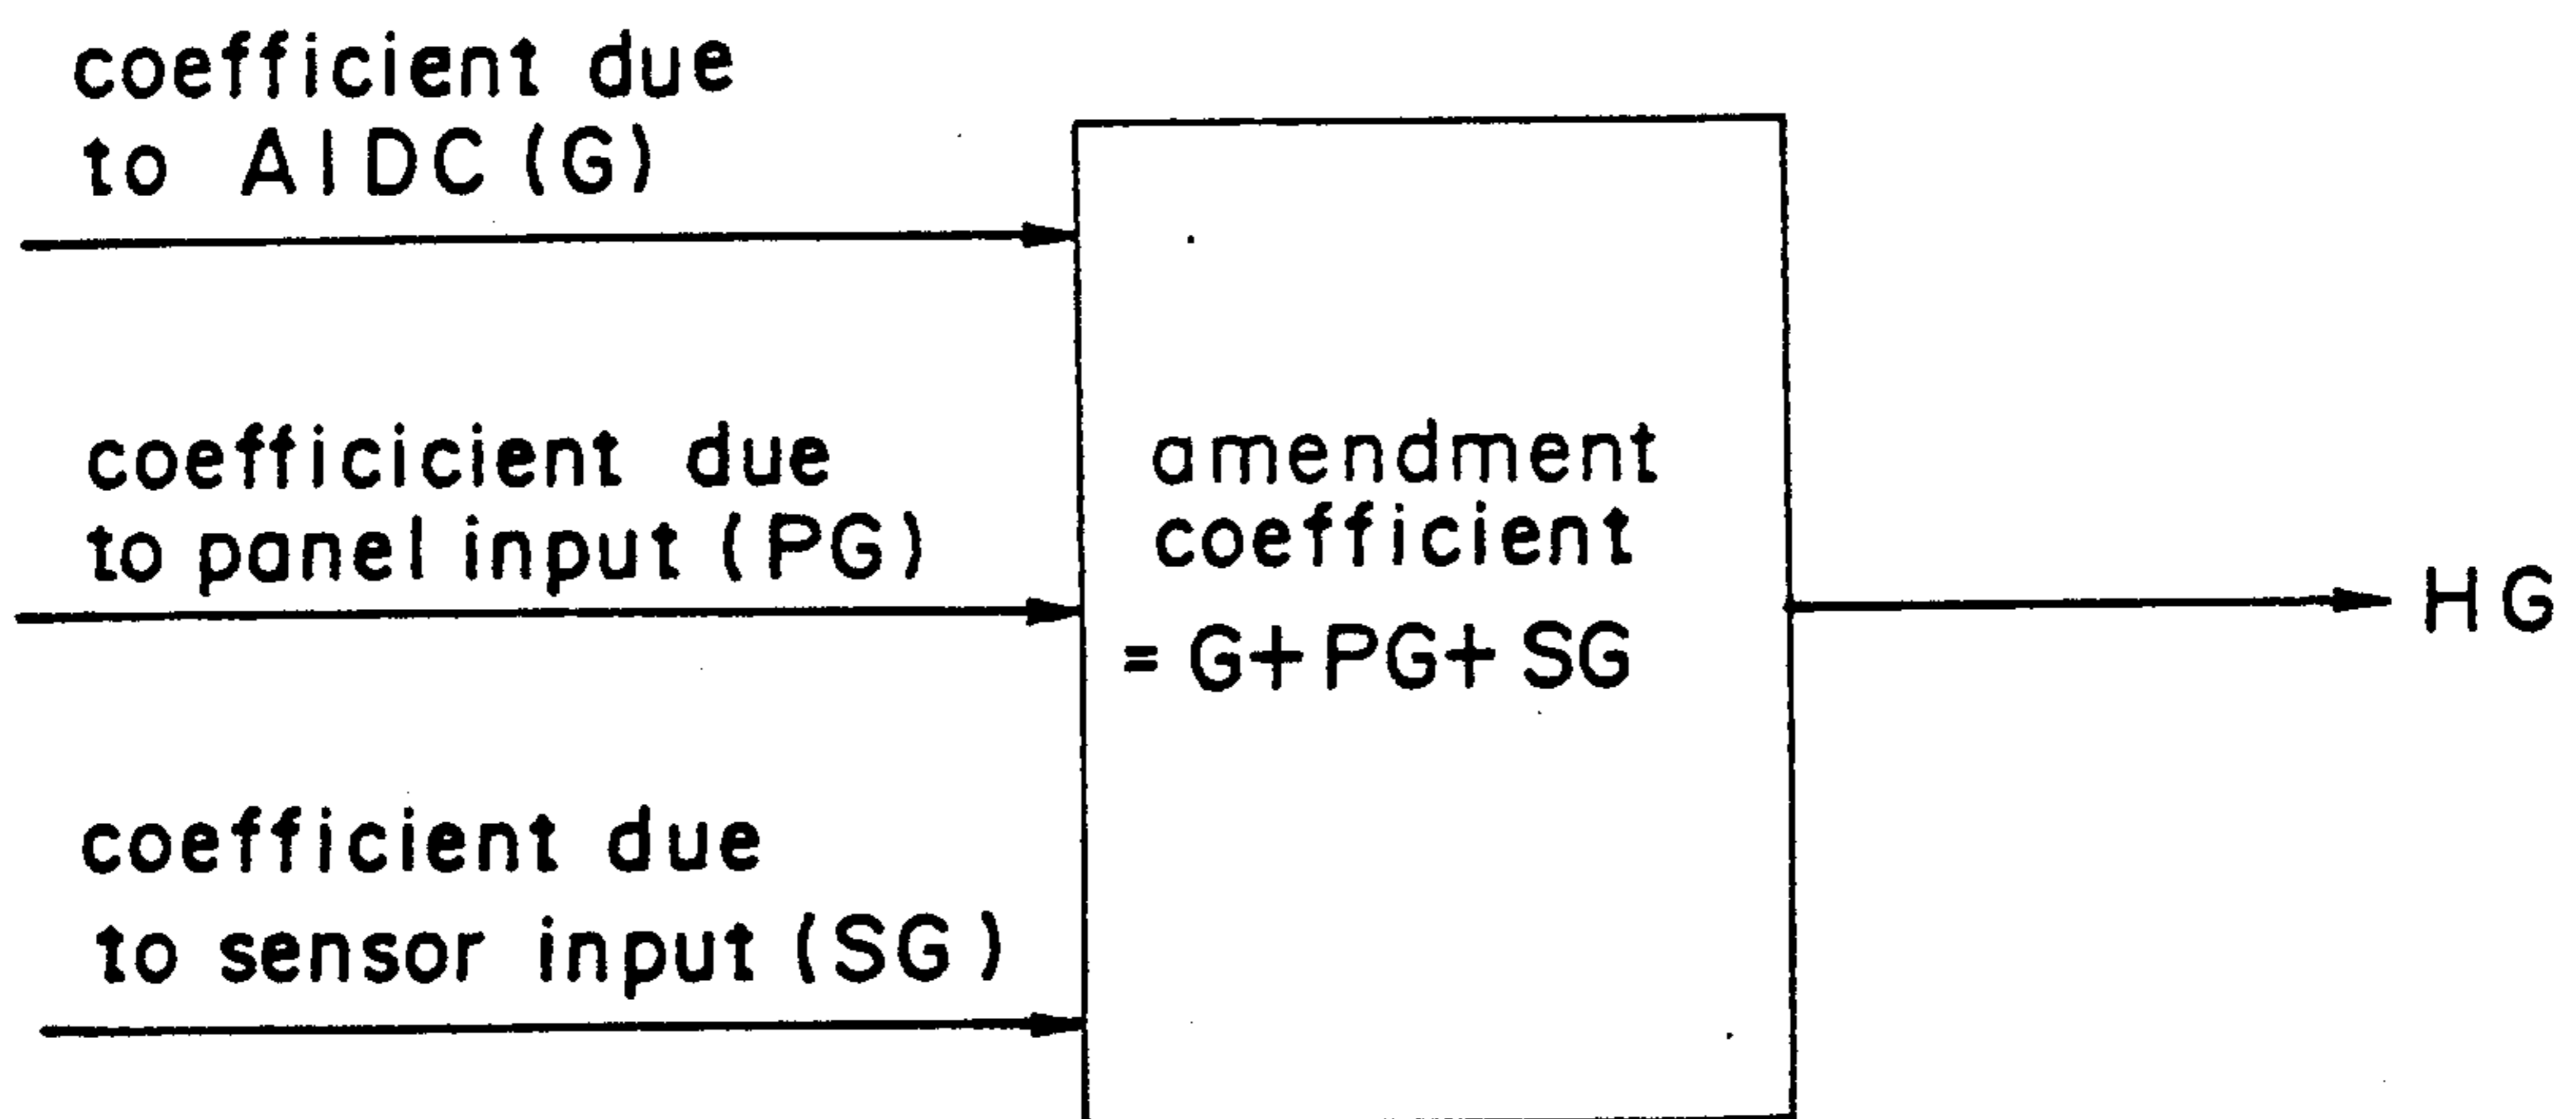 coefficient due
to AIDC (G)
coefficicient due
to panel input (PG)
coefficient due
to sensor input (SG)
amendment
coefficient
= G+PG+SG
HG